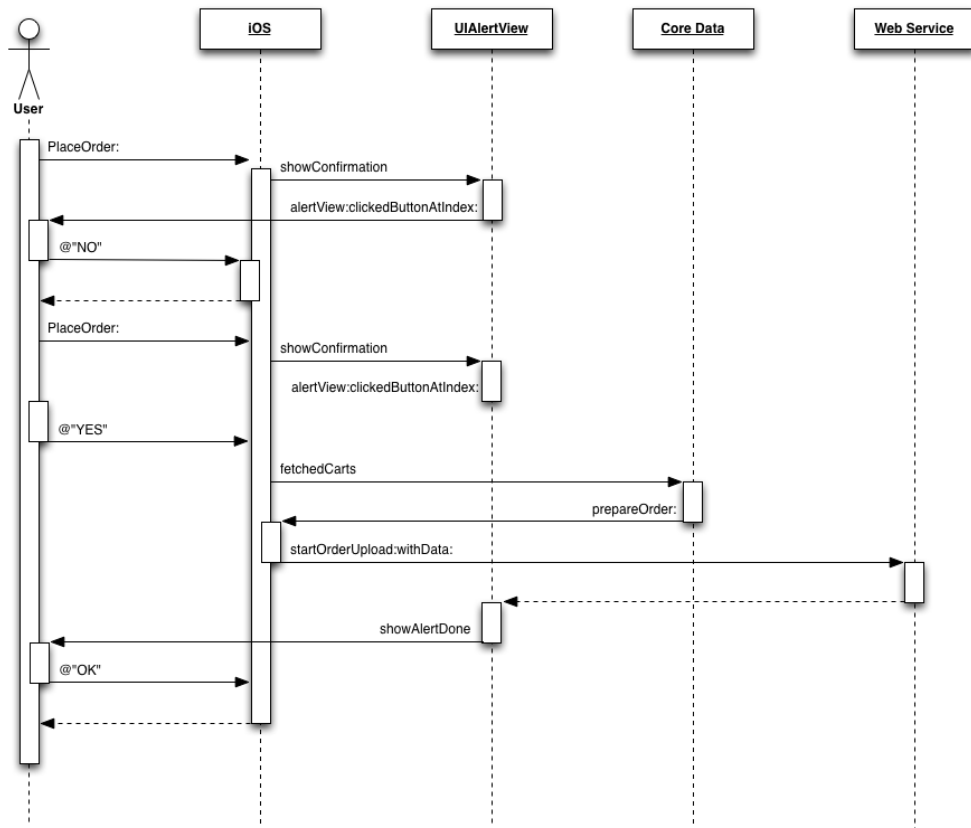 iOS
UIAlertView
Core Data
Web Service
User
PlaceOrder:
showConfirmation
alertView:clickedButtonAtIndex:
@"NO"
PlaceOrder:
showConfirmation
alertView:clickedButtonAtIndex:
@"YES"
fetchedCarts
prepareOrder:
startOrderUpload:withData:
showAlertDone
@"OK"